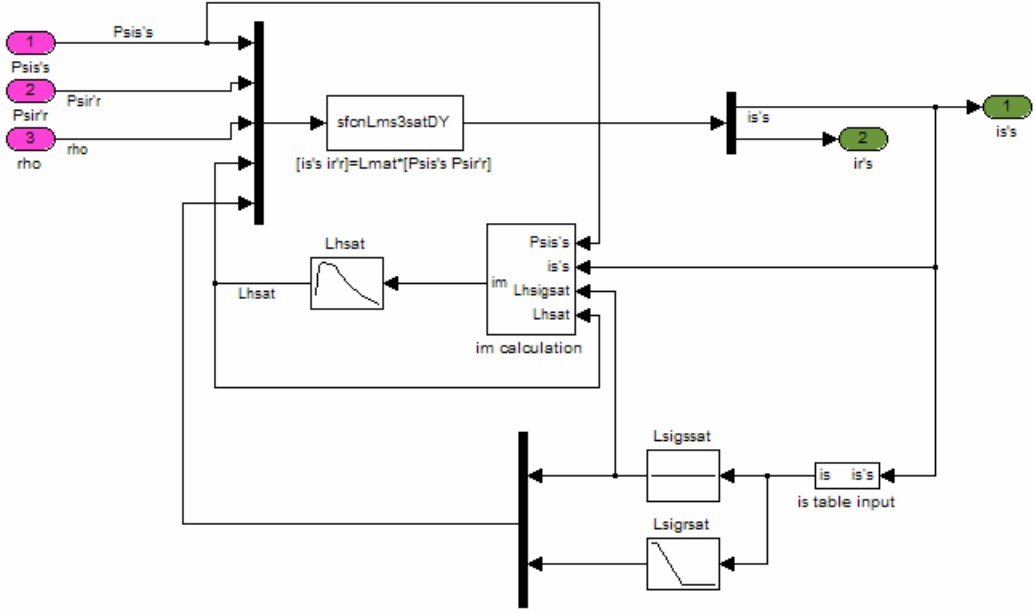 1
Psis's
Psis's
2
Psir'r
Psir'r
3
rho
rho
sfcnLms3satDY
[is's ir'r]=Lmat*[Psis's Psir'r]
is's
1
is's
2
ir's
Lhsat
Lhsat
im
Psis's
is's
Lhsigsat
Lhsat
im calculation
Lsigssat
is is's
is table input
Lsigrsat